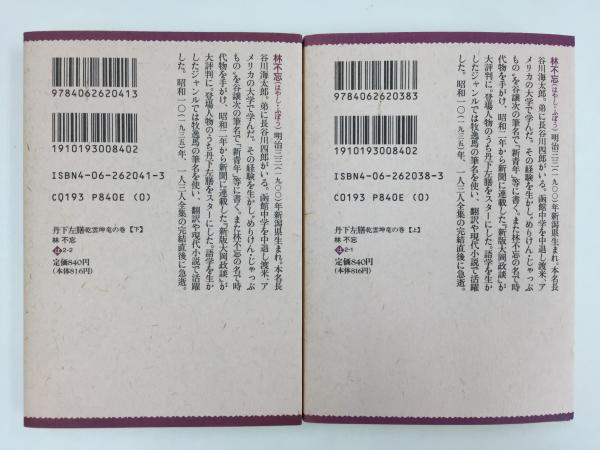 林不忘(はやし・ふぼう)明治三三(一九〇〇)年新潟県生まれ。本名長
谷川海太郎。弟に長谷川四郎がいる。函館中学を中退し渡米、ア
メリカの大学で学んだ。その経験を生かし“めりけん・じゃっぷ
もの”を谷譲次の筆名で「新青年」等に書く。また林不忘の名で時
代物を手がけ、昭和二年から新聞に連載した「新版大岡政談」が
大評判に。登場人物のうち丹下左膳をスターにした。語学を生か
したジャンルでは牧逸馬の筆名を使い、翻訳や現代小説で活躍
した。昭和一〇(一九三五)年、一人三人全集の完結直後に急逝。
9784062620413
1910193008402
ISBN4-06-262041-3
C0193 P840E (0)
丹下左膳 乾雲坤竜の巻【下】
林 不忘
は2-2
定価840円
(本体816円)
林不忘(はやし・ふぼう)明治三三(一九〇〇)年新潟県生まれ。本名長
谷川海太郎。弟に長谷川四郎がいる。函館中学を中退し渡米、ア
メリカの大学で学んだ。その経験を生かし“めりけん・じゃっぷ
もの”を谷譲次の筆名で「新青年」等に書く。また林不忘の名で時
代物を手がけ、昭和二年から新聞に連載した「新版大岡政談」が
大評判に。登場人物のうち丹下左膳をスターにした。語学を生か
したジャンルでは牧逸馬の筆名を使い、翻訳や現代小説で活躍
した。昭和一〇(一九三五)年、一人三人全集の完結直後に急逝。
9784062620383
1910193008402
ISBN4-06-262038-3
C0193 P840E (0)
丹下左膳 乾雲坤竜の巻【上】
林 不忘
は2-1
定価840円
(本体816円)